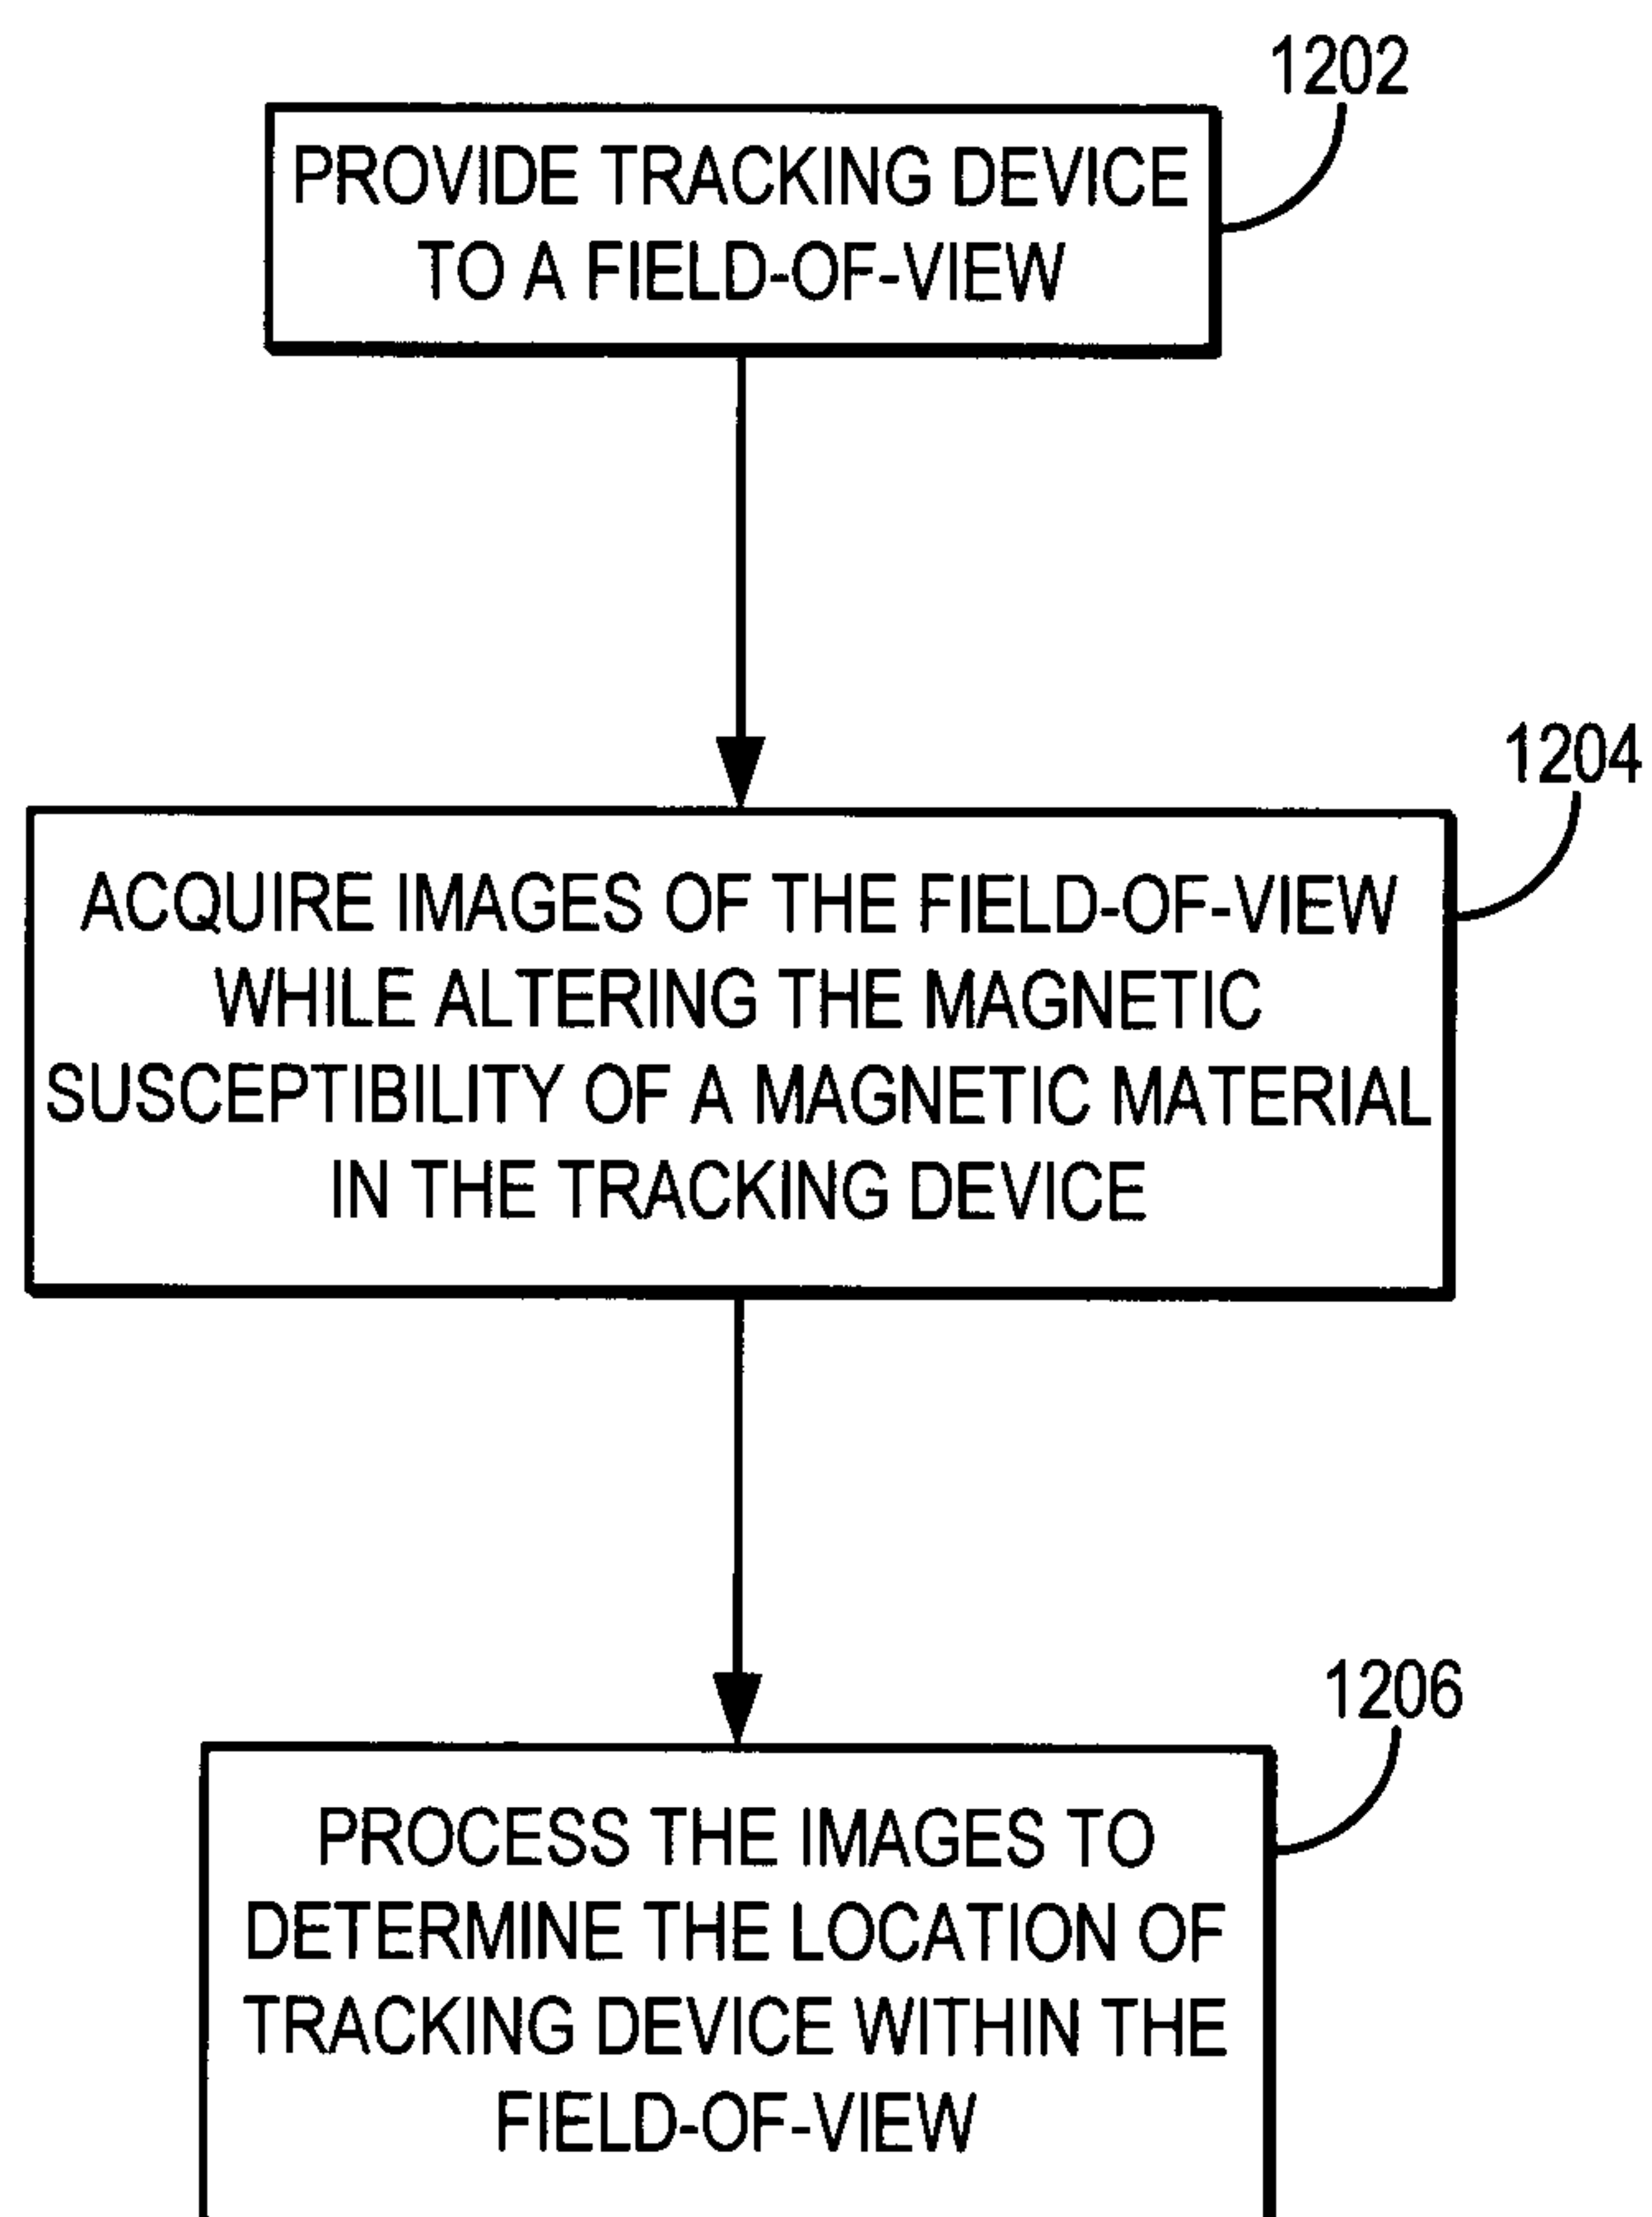 1202
PROVIDE TRACKING DEVICE
TO A FIELD-OF-VIEW
1204
ACQUIRE IMAGES OF THE FIELD-OF-VIEW
WHILE ALTERING THE MAGNETIC
SUSCEPTIBILITY OF A MAGNETIC MATERIAL
IN THE TRACKING DEVICE
1206
PROCESS THE IMAGES TO
DETERMINE THE LOCATION OF
TRACKING DEVICE WITHIN THE
FIELD-OF-VIEW